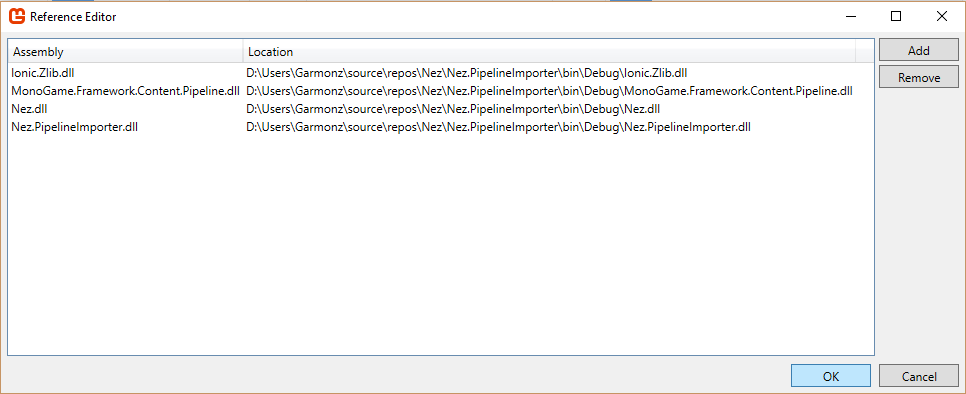 Reference Editor
Assembly Location
Ionic.Zlib.dll D:\Users\Garmonz\source\repos\Nez\Nez.PipelineImporter\bin\Debug\Ionic.Zlib.dll
MonoGame.Framework.Content.Pipeline.dll D:\Users\Garmonz\source\repos\Nez\Nez.PipelineImporter\bin\Debug\MonoGame.Framework.Content.Pipeline.dll
Nez.dll D:\Users\Garmonz\source\repos\Nez\Nez.PipelineImporter\bin\Debug\Nez.dll
Nez.PipelineImporter.dll D:\Users\Garmonz\source\repos\Nez\Nez.PipelineImporter\bin\Debug\Nez.PipelineImporter.dll
Add
Remove
OK Cancel